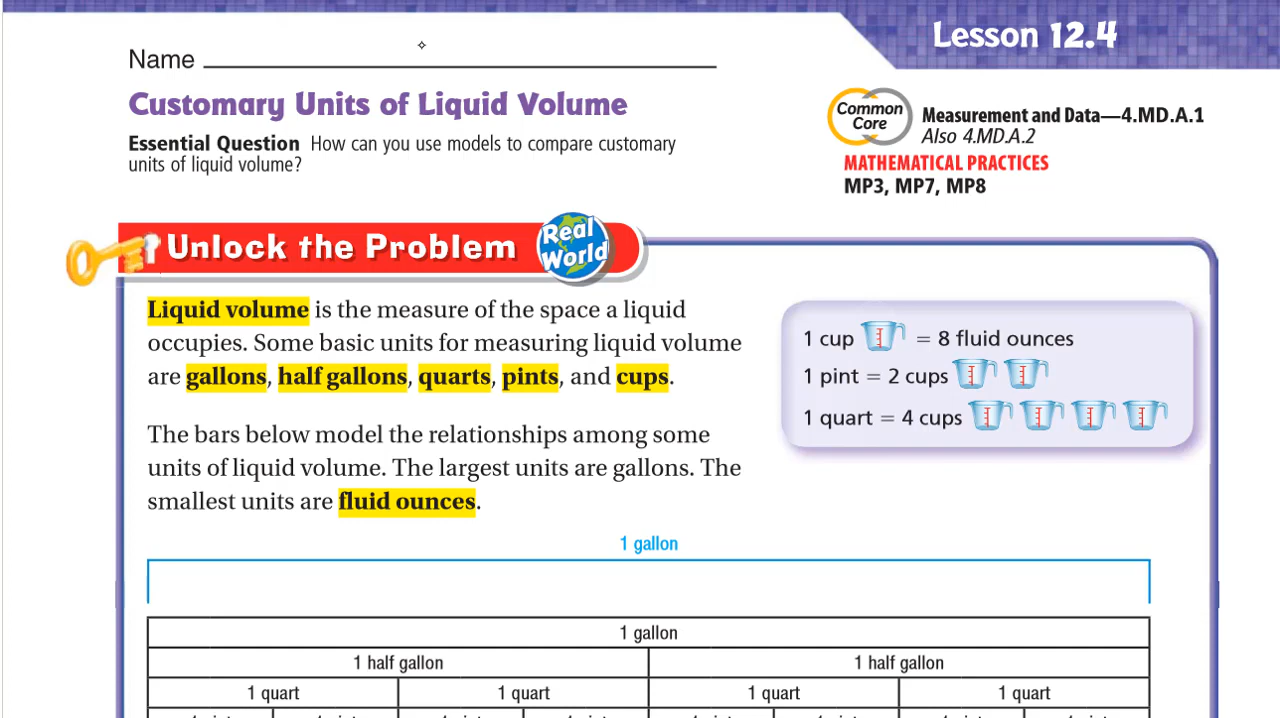 Lesson 12.4
Name
Customary Units of Liquid Volume
Essential Question How can you use models to compare customary
units of liquid volume?
Common
Core
Measurement and Data—4.MD.A.1
Also 4.MD.A.2
MATHEMATICAL PRACTICES
MP3, MP7, MP8
Unlock the Problem
Real
World
Liquid volume is the measure of the space a liquid
occupies. Some basic units for measuring liquid volume
are gallons, half gallons, quarts, pints, and cups.
The bars below model the relationships among some
units of liquid volume. The largest units are gallons. The
smallest units are fluid ounces.
1 cup = 8 fluid ounces
1 pint = 2 cups
1 quart = 4 cups
1 gallon
1 gallon
1 half gallon 1 half gallon
1 quart 1 quart 1 quart 1 quart